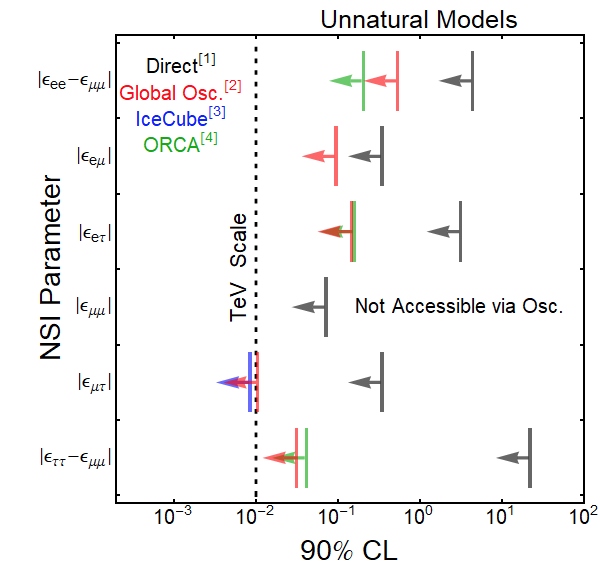 Unnatural Models
Direct[1]
Global Osc.[2]
IceCube[3]
ORCA[4]
|ϵee−ϵμμ|
|ϵeμ|
|ϵeτ|
|ϵμμ|
|ϵμτ|
|ϵττ−ϵμμ|
NSI Parameter
TeV Scale
Not Accessible via Osc.
10⁻³ 10⁻² 10⁻¹ 10⁰ 10¹ 10²
90% CL